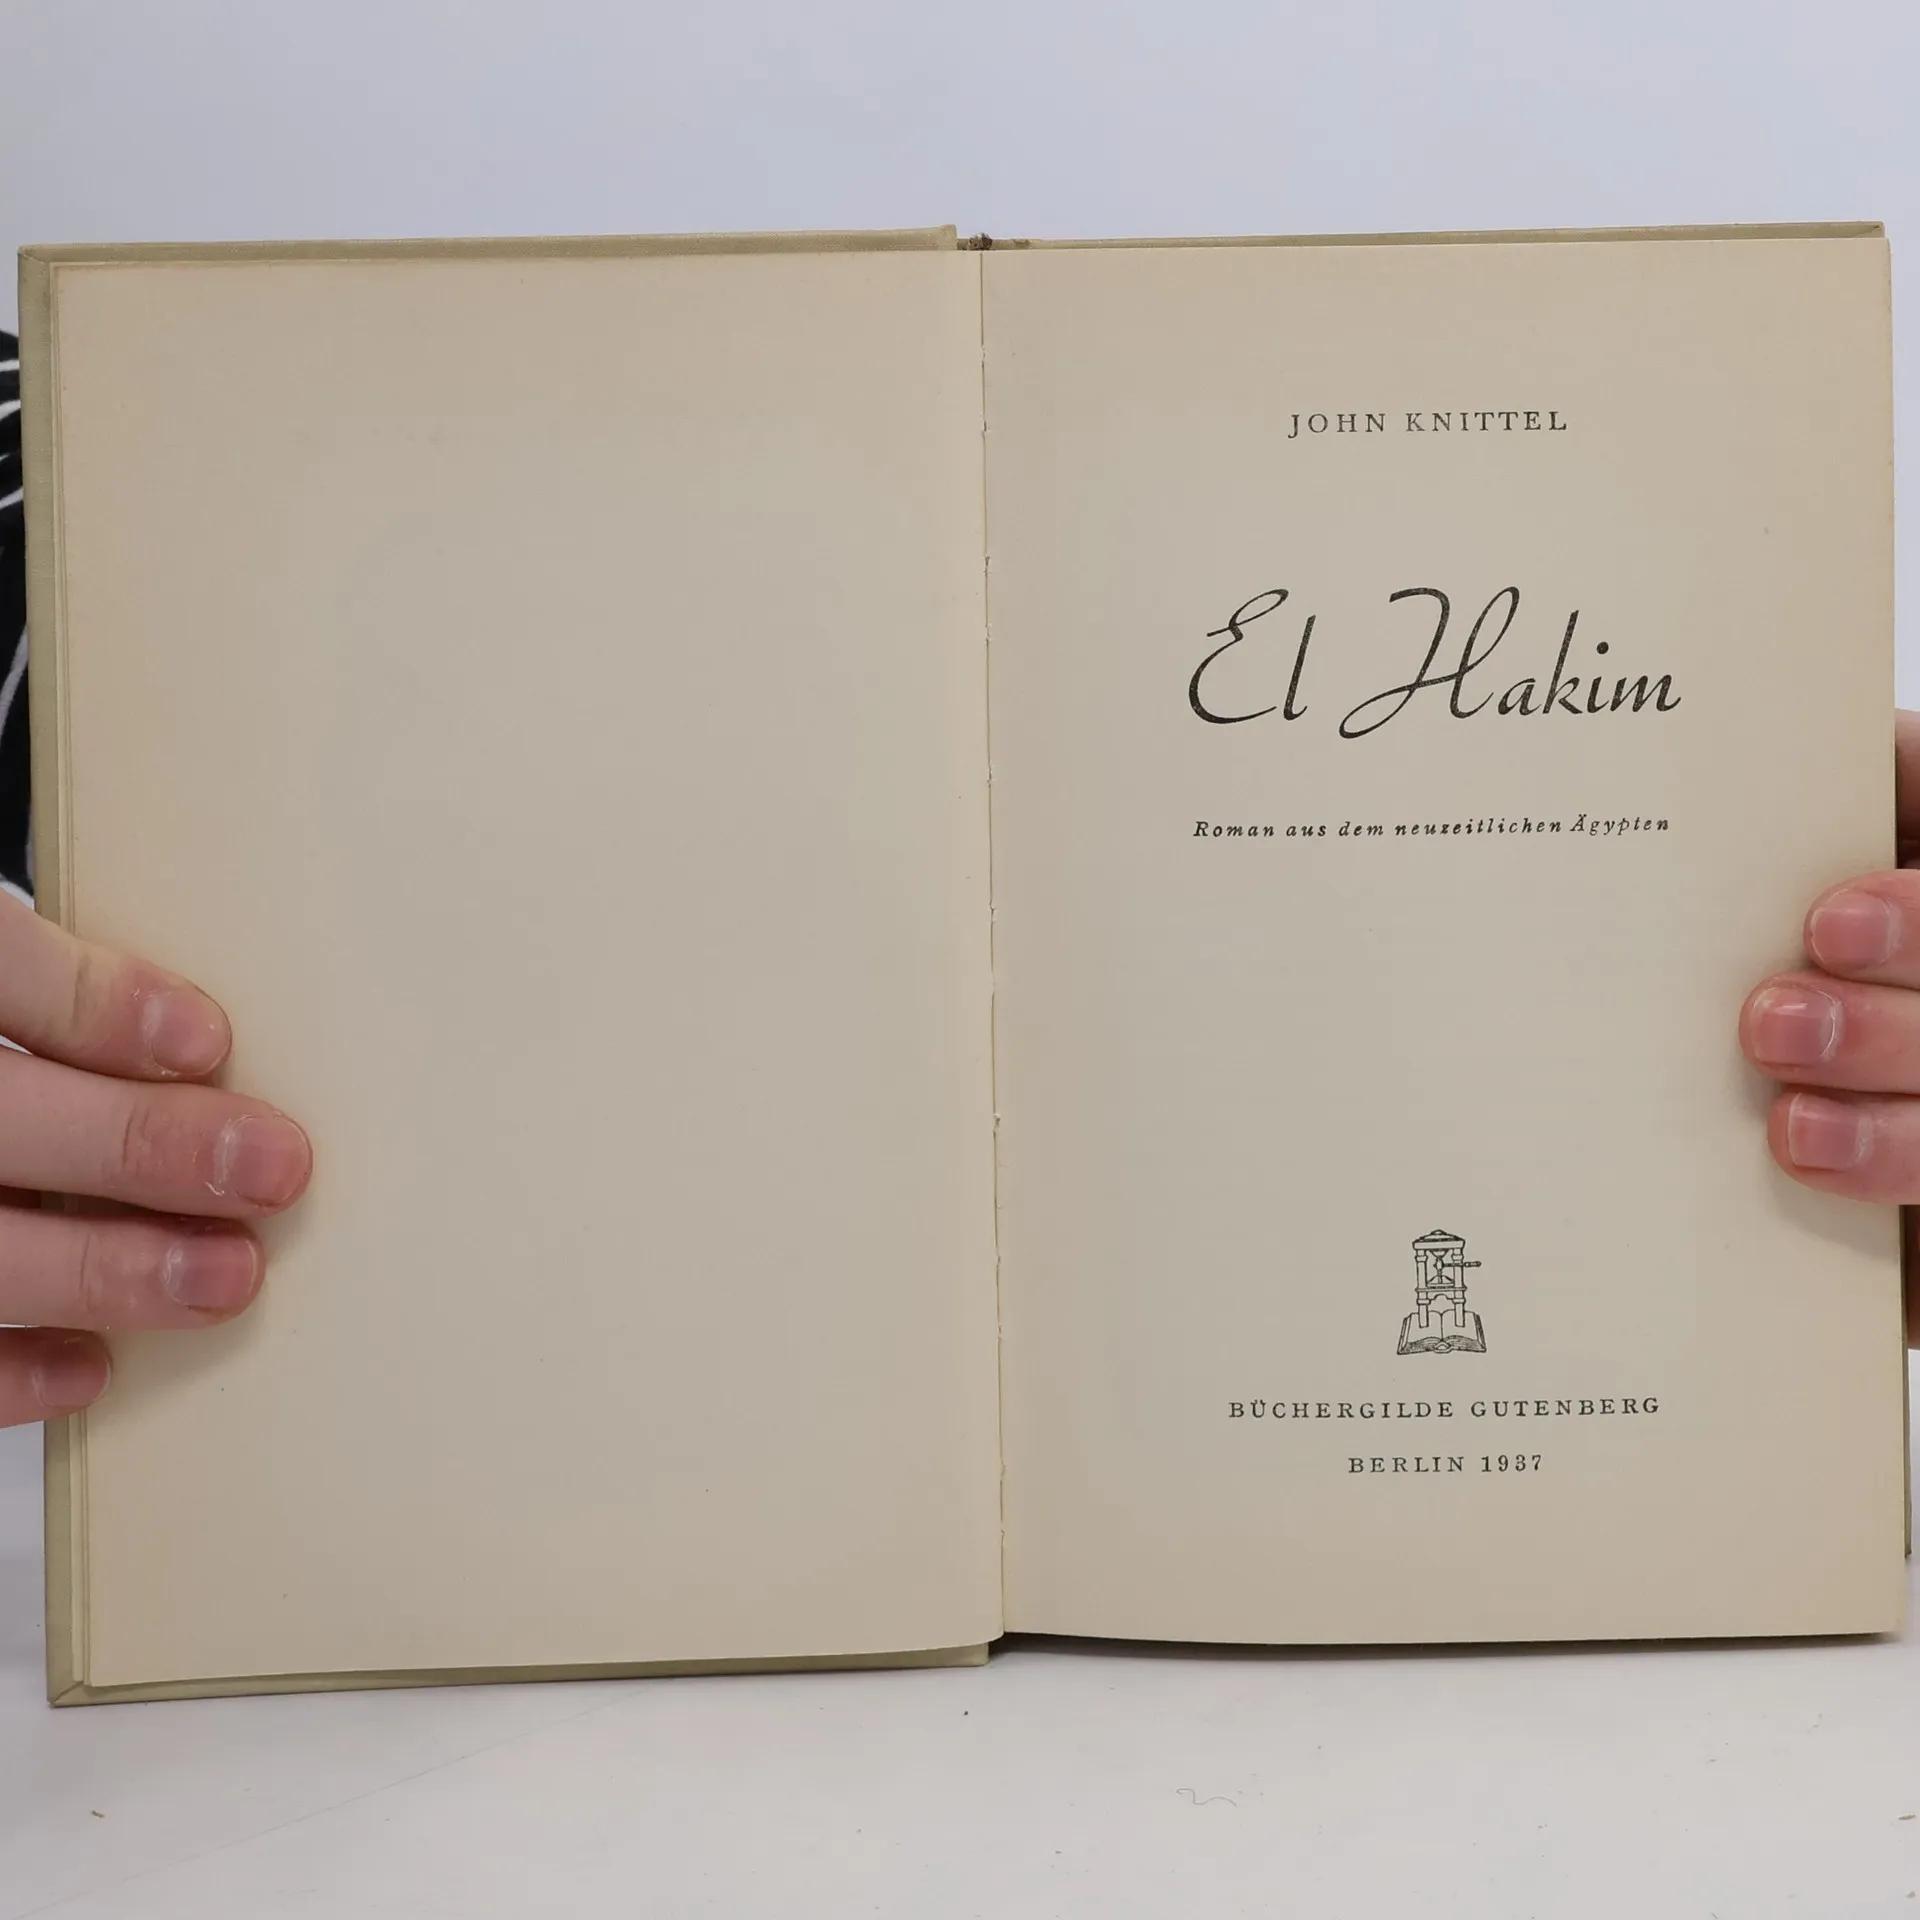 JOHN KNITTEL
El Hakim
Roman aus dem neuzeitlichen Ägypten
BÜCHERGILDE GUTENBERG
BERLIN 1937